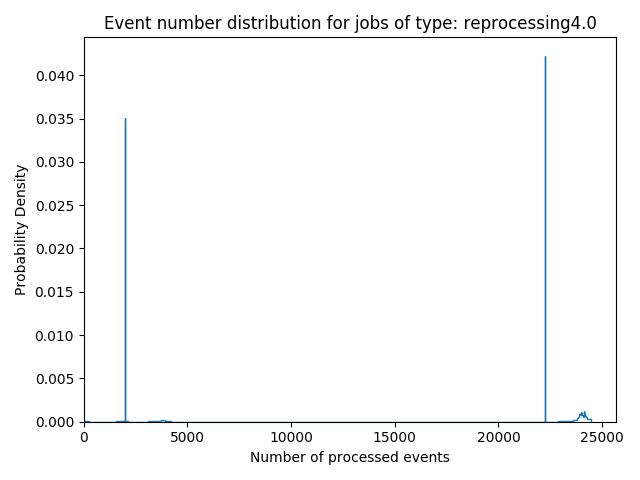 Event number distribution for jobs of type: reprocessing4.0
0.040
0.035
0.030
0.025
0.020
0.015
0.010
0.005
0.000
Probability Density
0 5000 10000 15000 20000 25000
Number of processed events